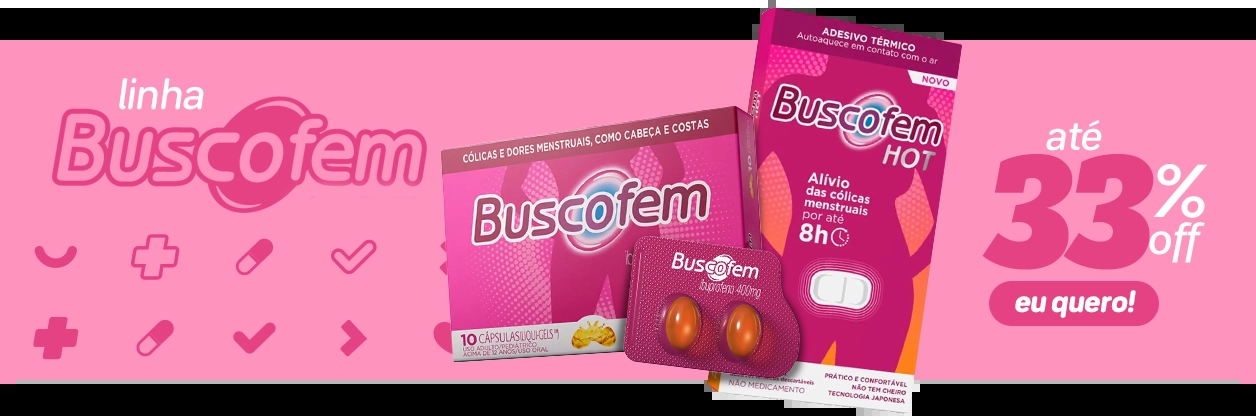 linha
Buscofem
CÓLICAS E DORES MENSTRUAIS, COMO CABEÇA E COSTAS
Buscofem
10 CÁPSULAS LIQUI-GELS™
USO ADULTO/PEDIÁTRICO
ACIMA DE 12 ANOS/USO ORAL
Buscofem
ibuprofeno 400mg
ADESIVO TÉRMICO
Autoaquece em contato com o ar
NOVO
Buscofem
HOT
Alívio
das cólicas
menstruais
por até
8h
descartáveis
NÃO MEDICAMENTO
PRÁTICO E CONFORTÁVEL
NÃO TEM CHEIRO
TECNOLOGIA JAPONESA
até
33%
off
eu quero!